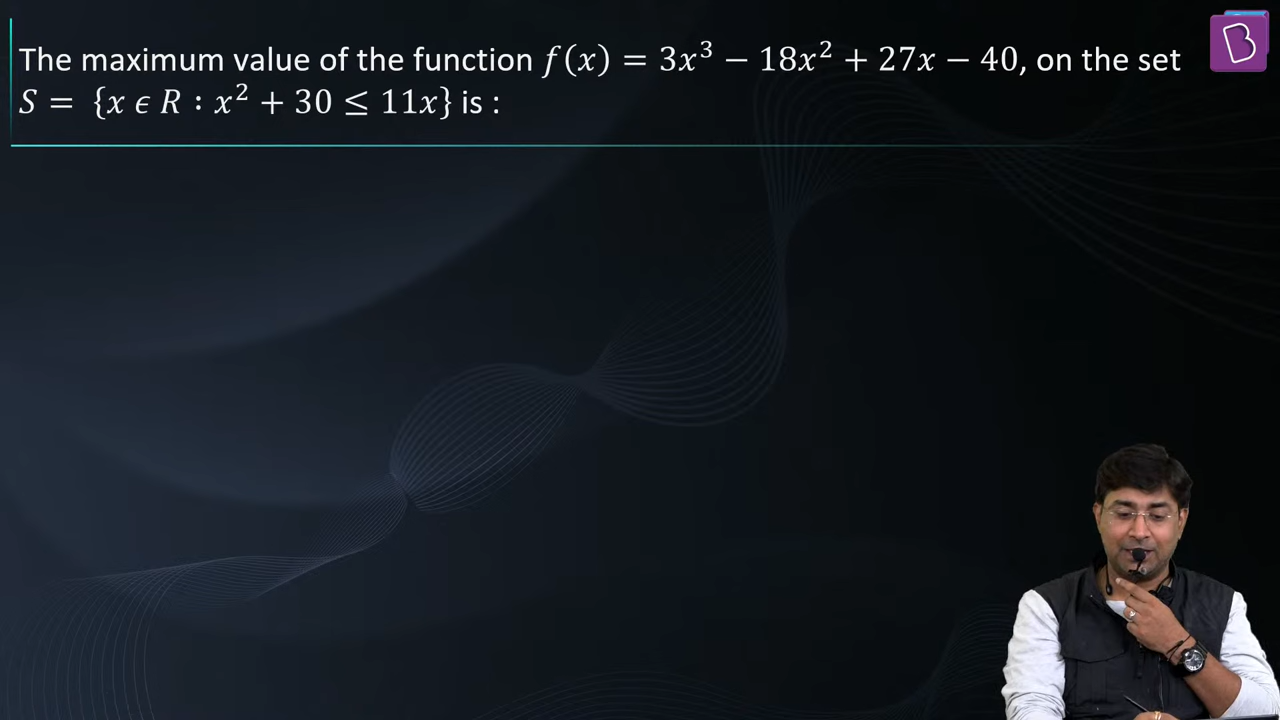 The maximum value of the function f(x) = 3x³ − 18x² + 27x − 40, on the set
S = {x ϵ R : x² + 30 ≤ 11x} is :